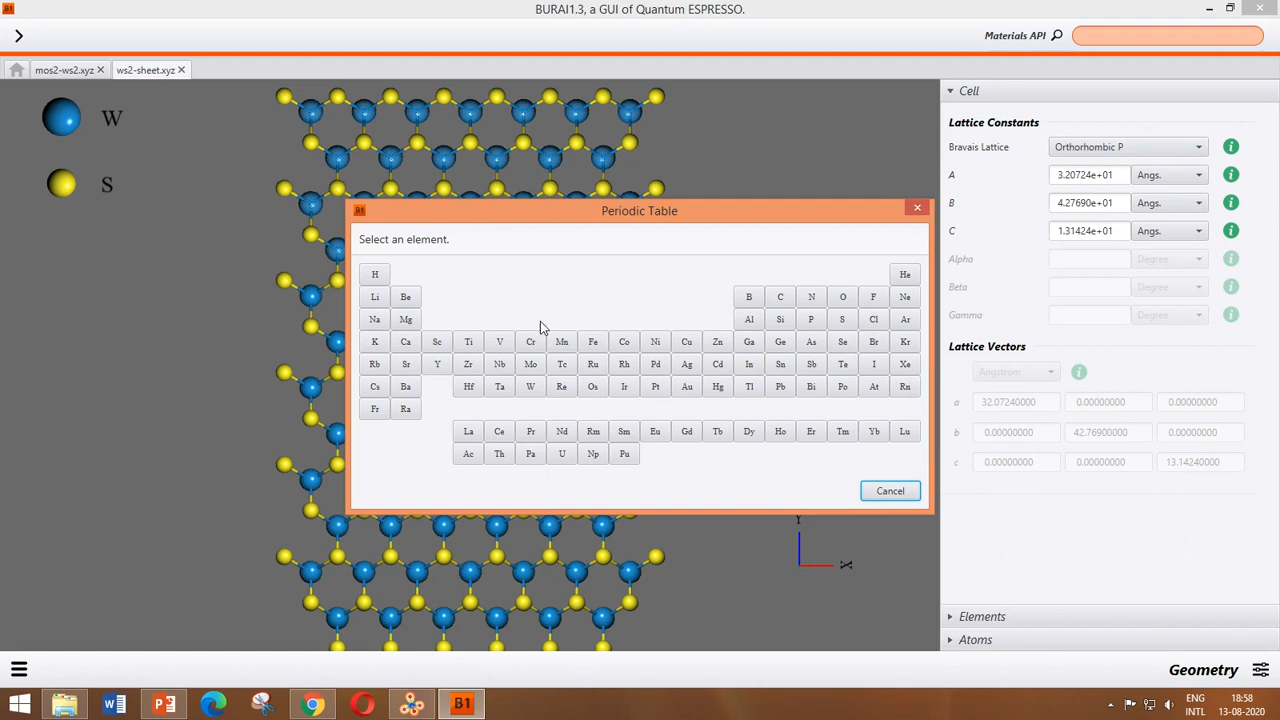 B1 BURAI1.3, a GUI of Quantum ESPRESSO.
Materials API
mos2-ws2.xyz ws2-sheet.xyz
W
S
Cell
Lattice Constants
Bravais Lattice Orthorhombic P
A 3.20724e+01 Angs.
B 4.27690e+01 Angs.
C 1.31424e+01 Angs.
Alpha Degree
Beta Degree
Gamma Degree
Lattice Vectors
Angstrom
a 32.07240000 0.00000000 0.00000000
b 0.00000000 42.76900000 0.00000000
c 0.00000000 0.00000000 13.14240000
Elements
Atoms
B1 Periodic Table
Select an element.
H He
Li Be B C N O F Ne
Na Mg Al Si P S Cl Ar
K Ca Sc Ti V Cr Mn Fe Co Ni Cu Zn Ga Ge As Se Br Kr
Rb Sr Y Zr Nb Mo Tc Ru Rh Pd Ag Cd In Sn Sb Te I Xe
Cs Ba Hf Ta W Re Os Ir Pt Au Hg Tl Pb Bi Po At Rn
Fr Ra
La Ce Pr Nd Rm Sm Eu Gd Tb Dy Ho Er Tm Yb Lu
Ac Th Pa U Np Pu
Cancel
Y
X
Geometry
B1
ENG 18:58
INTL 13-08-2020